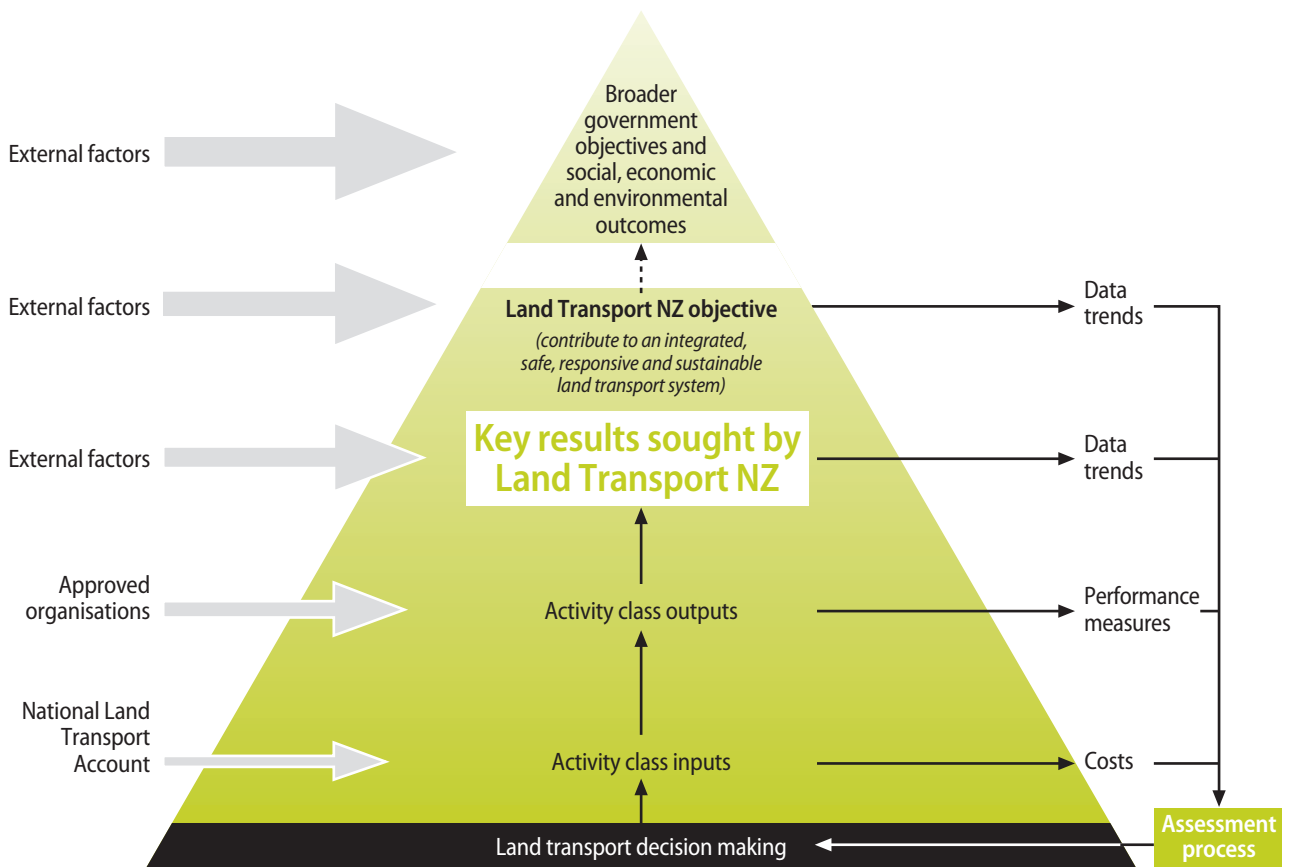 Broader
government
objectives and
social, economic
and environmental
outcomes
External factors
External factors
Land Transport NZ objective
(contribute to an integrated,
safe, responsive and sustainable
land transport system)
Data
trends
External factors
Key results sought by
Land Transport NZ
Data
trends
Approved
organisations
Activity class outputs
Performance
measures
National Land
Transport
Account
Activity class inputs
Costs
Land transport decision making
Assessment
process